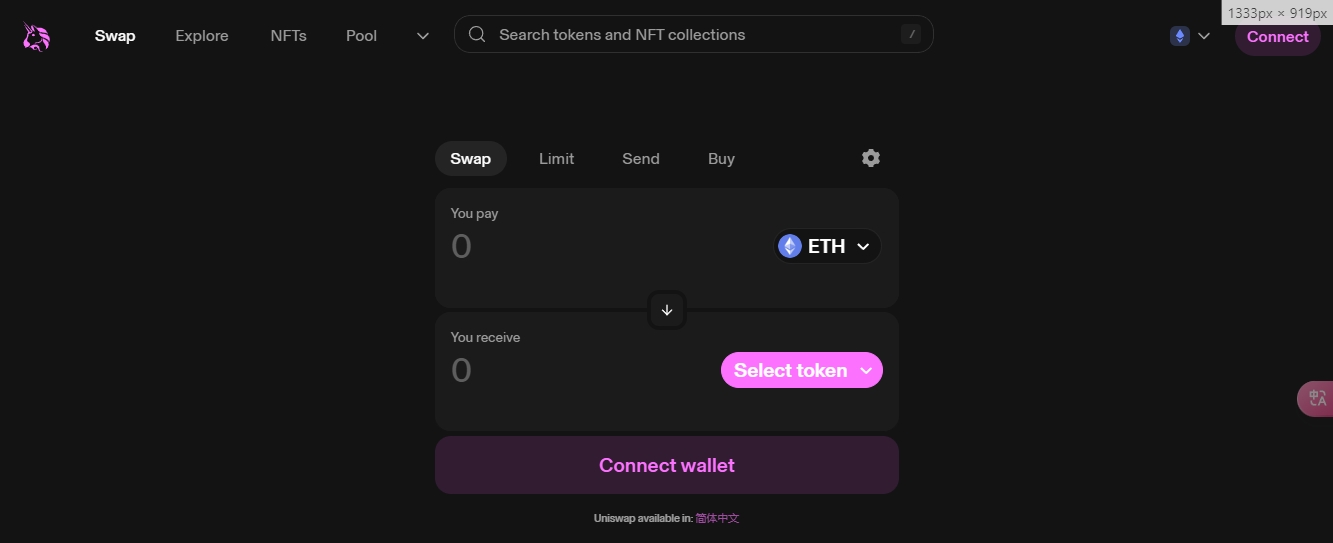 1333px × 919px
Swap Explore NFTs Pool Search tokens and NFT collections / Connect
Swap Limit Send Buy
You pay
0 ETH
You receive
0 Select token
Connect wallet
Uniswap available in: 简体中文
中 A